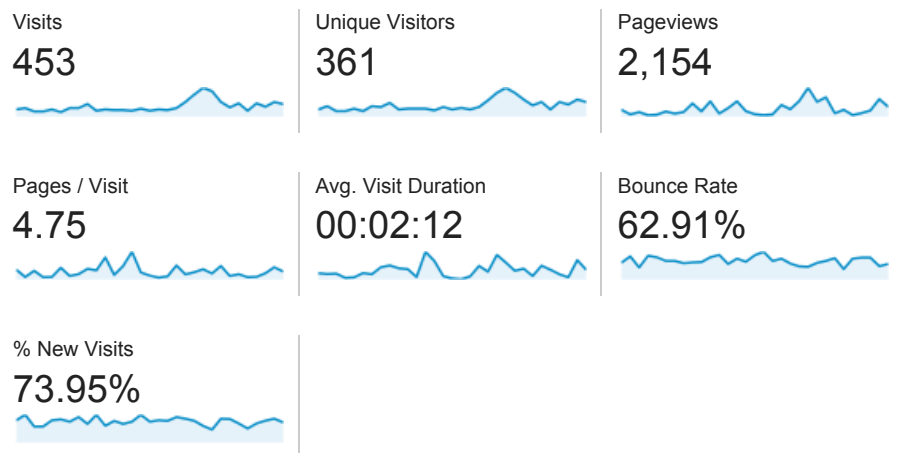 Visits
453
Unique Visitors
361
Pageviews
2,154
Pages / Visit
4.75
Avg. Visit Duration
00:02:12
Bounce Rate
62.91%
% New Visits
73.95%